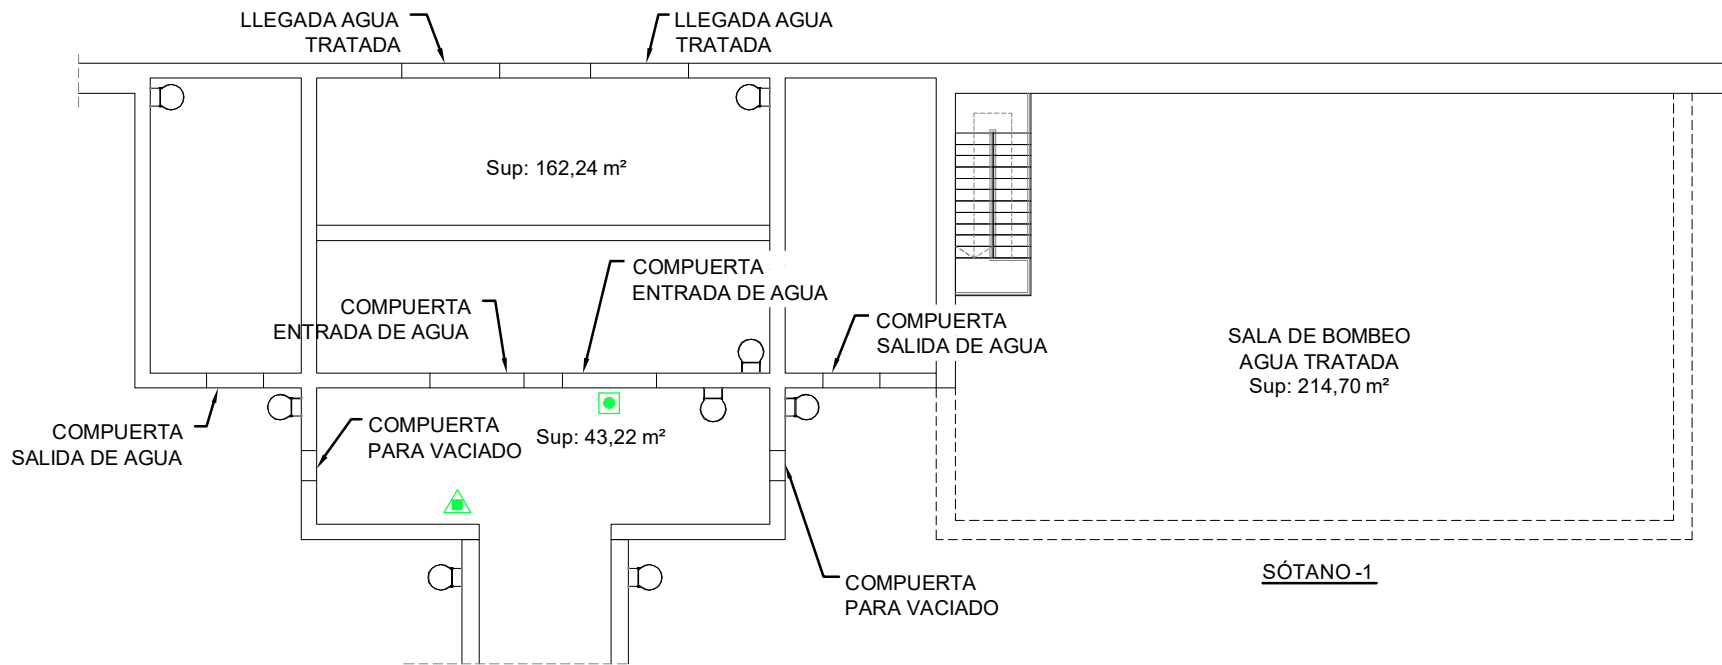 LLEGADA AGUA
TRATADA
LLEGADA AGUA
TRATADA
Sup: 162,24 m²
COMPUERTA
ENTRADA DE AGUA
COMPUERTA
ENTRADA DE AGUA
COMPUERTA
SALIDA DE AGUA
SALA DE BOMBEO
AGUA TRATADA
Sup: 214,70 m²
COMPUERTA
SALIDA DE AGUA
COMPUERTA
PARA VACIADO
Sup: 43,22 m²
COMPUERTA
PARA VACIADO
SÓTANO -1